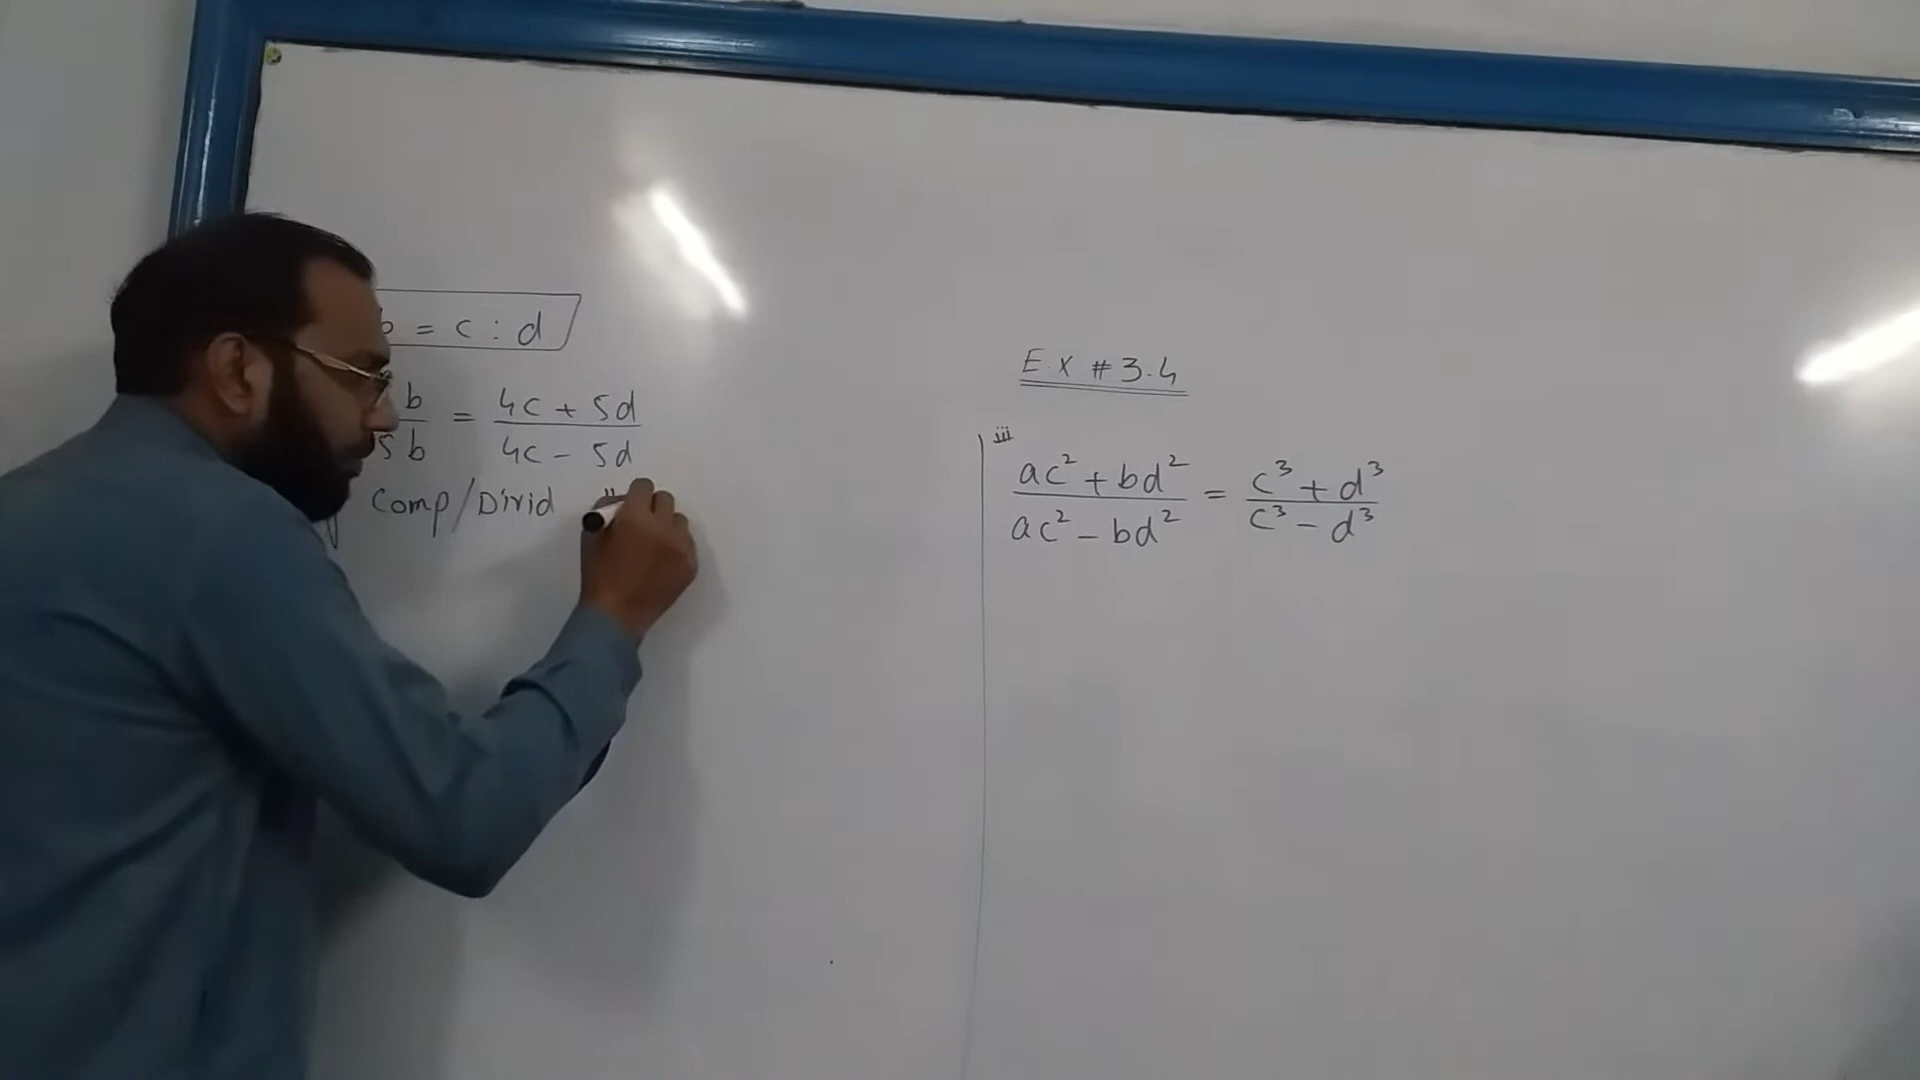 b = c : d
b/5b = (4c + 5d)/(4c - 5d)
Comp/Divid
E.X # 3.4
iii
(ac² + bd²)/(ac² - bd²) = (c³ + d³)/(c³ - d³)